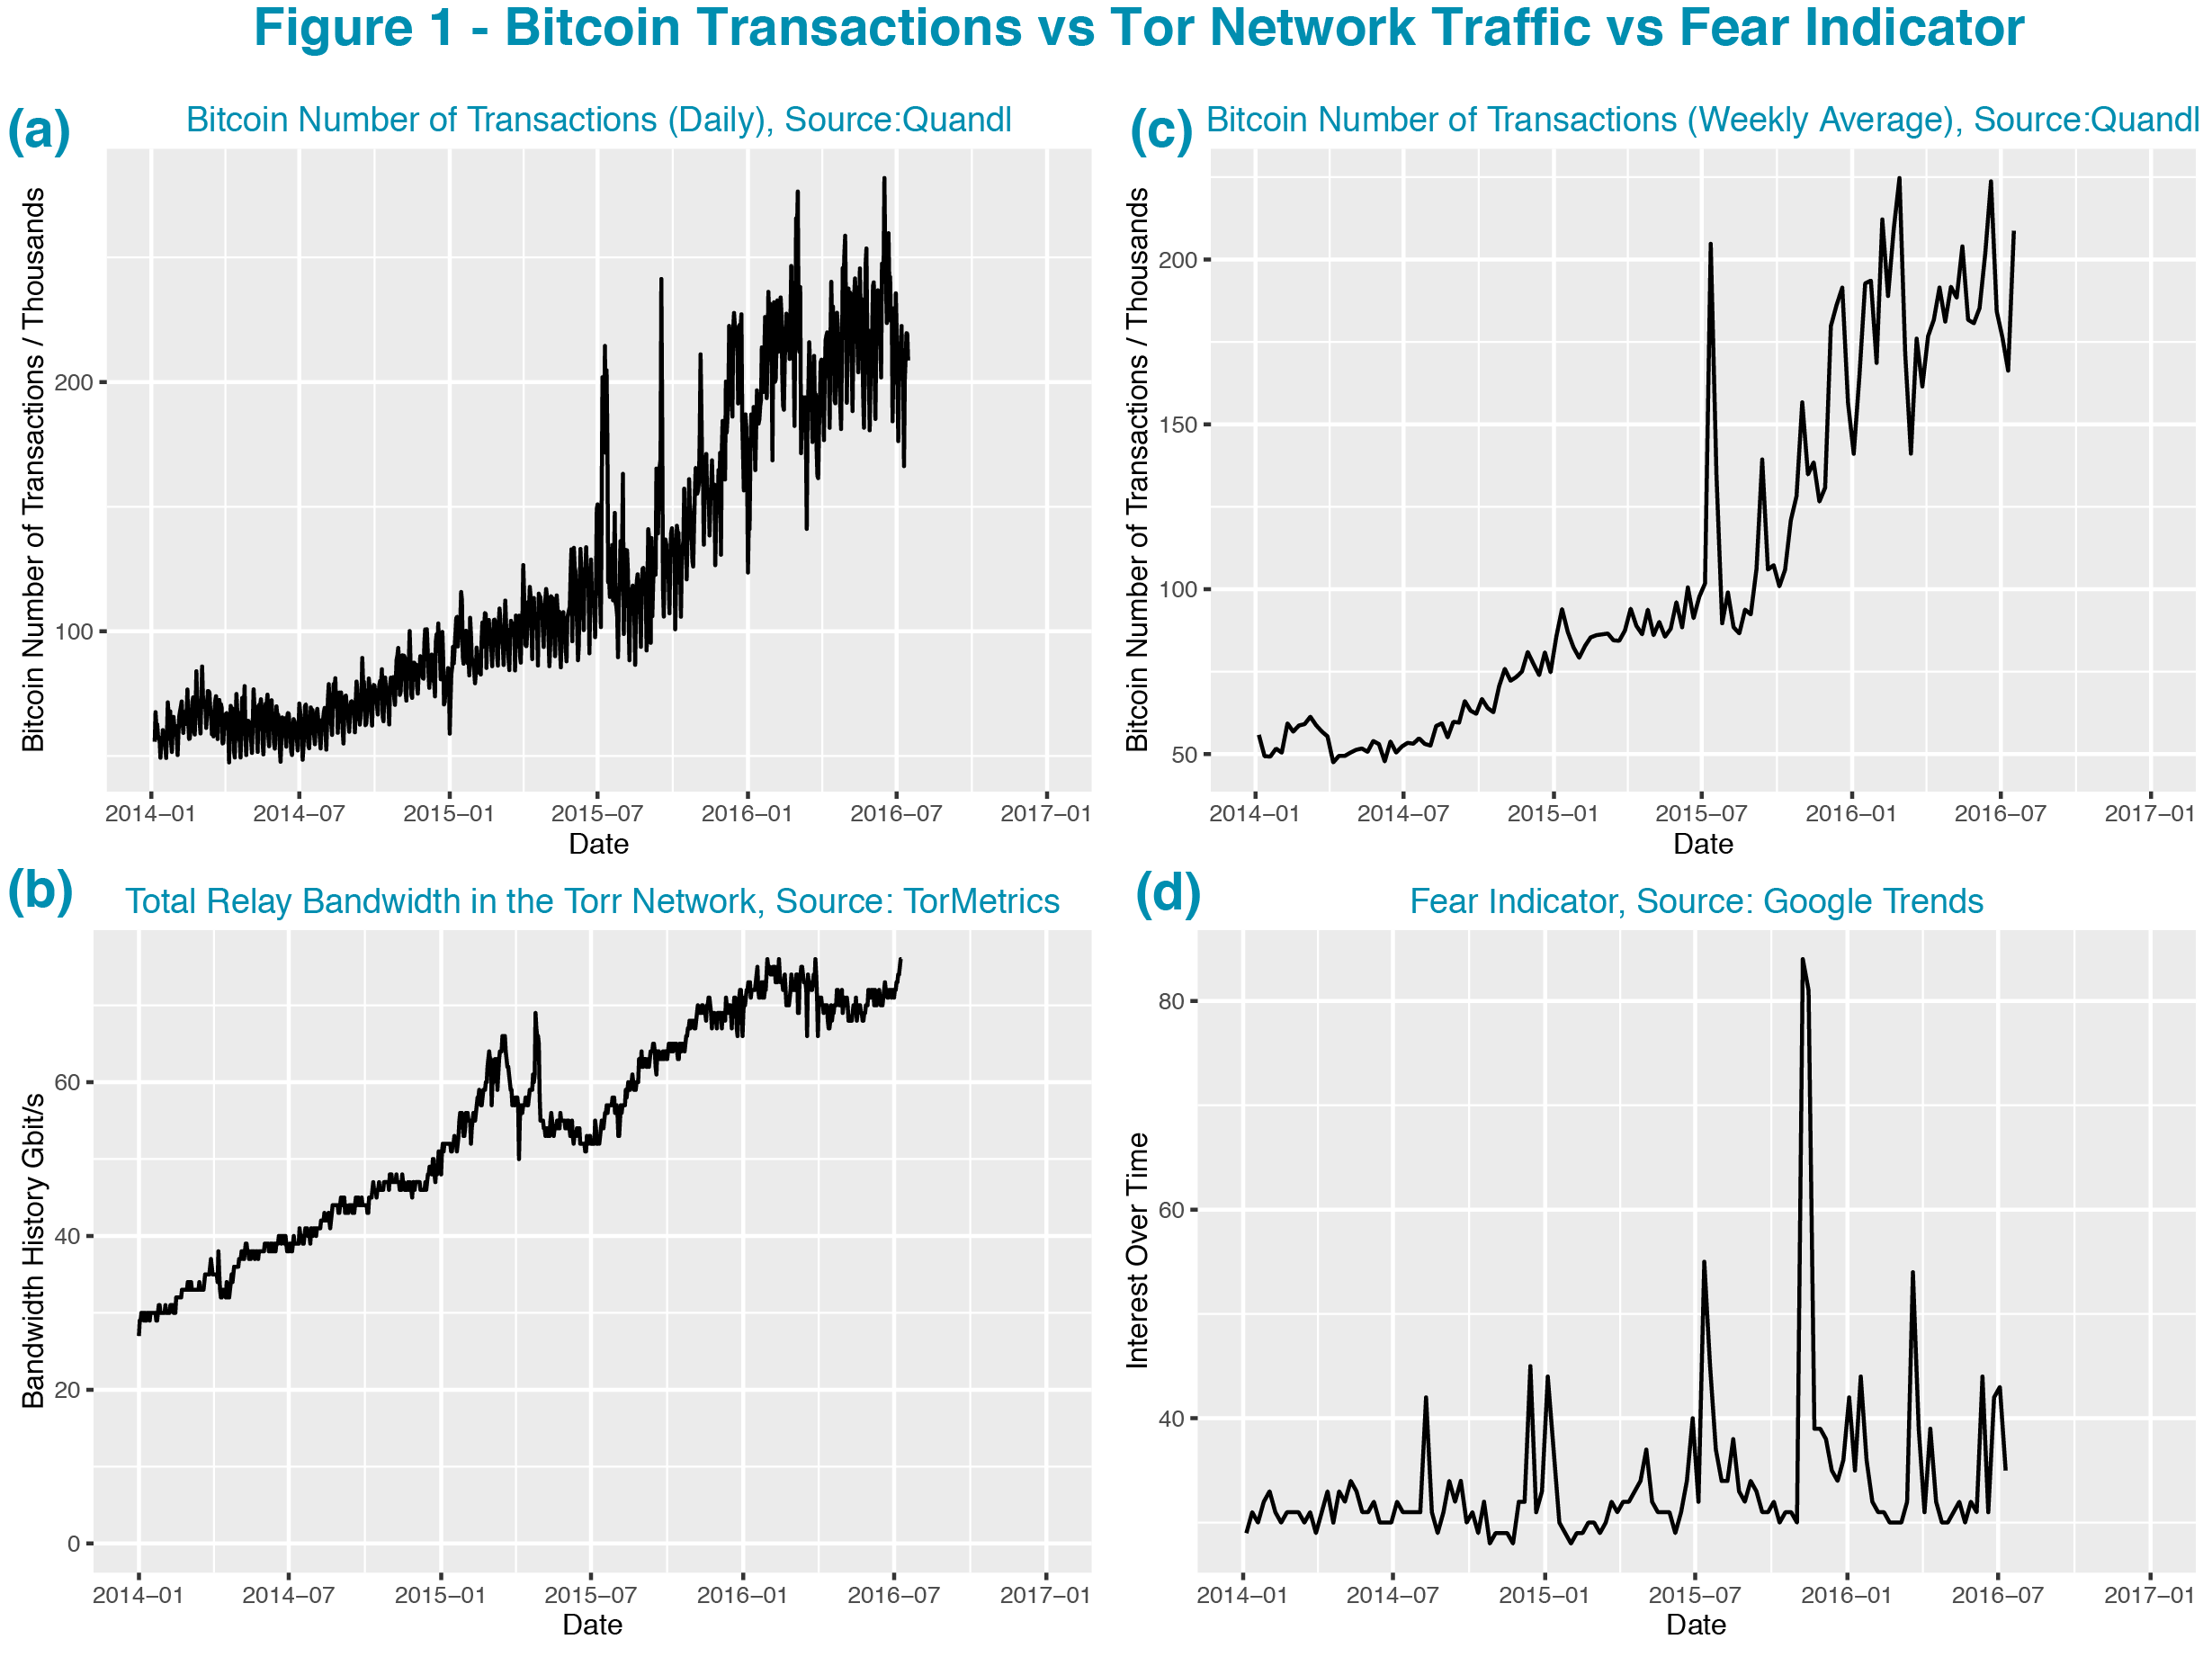 Figure 1 - Bitcoin Transactions vs Tor Network Traffic vs Fear Indicator
(a)
Bitcoin Number of Transactions (Daily), Source:Quandl
Bitcoin Number of Transactions / Thousands
200
100
2014–01 2014–07 2015–01 2015–07 2016–01 2016–07 2017–01
Date
(c)
Bitcoin Number of Transactions (Weekly Average), Source:Quandl
Bitcoin Number of Transactions / Thousands
200
150
100
50
2014–01 2014–07 2015–01 2015–07 2016–01 2016–07 2017–01
Date
(b)
Total Relay Bandwidth in the Torr Network, Source: TorMetrics
Bandwidth History Gbit/s
60
40
20
0
2014–01 2014–07 2015–01 2015–07 2016–01 2016–07 2017–01
Date
(d)
Fear Indicator, Source: Google Trends
Interest Over Time
80
60
40
2014–01 2014–07 2015–01 2015–07 2016–01 2016–07 2017–01
Date